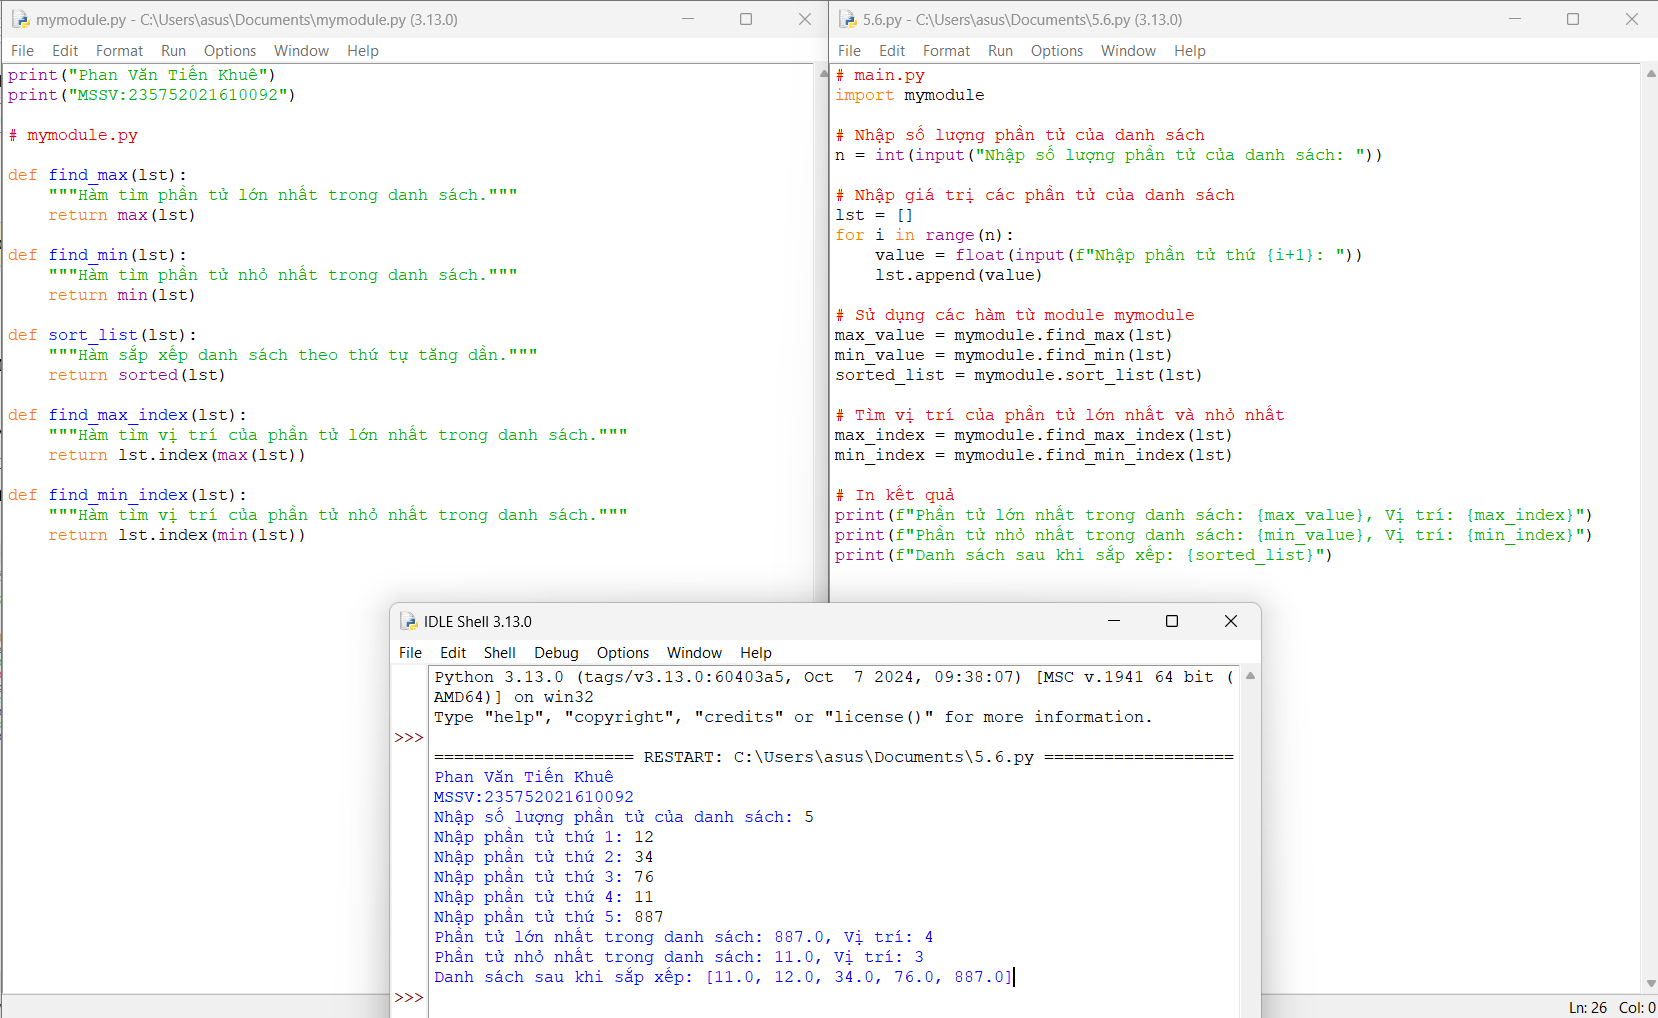 mymodule.py - C:\Users\asus\Documents\mymodule.py (3.13.0)
File Edit Format Run Options Window Help
print("Phan Văn Tiến Khuê")
print("MSSV:235752021610092")
# mymodule.py
def find_max(lst):
    """Hàm tìm phần tử lớn nhất trong danh sách."""
    return max(lst)
def find_min(lst):
    """Hàm tìm phần tử nhỏ nhất trong danh sách."""
    return min(lst)
def sort_list(lst):
    """Hàm sắp xếp danh sách theo thứ tự tăng dần."""
    return sorted(lst)
def find_max_index(lst):
    """Hàm tìm vị trí của phần tử lớn nhất trong danh sách."""
    return lst.index(max(lst))
def find_min_index(lst):
    """Hàm tìm vị trí của phần tử nhỏ nhất trong danh sách."""
    return lst.index(min(lst))
5.6.py - C:\Users\asus\Documents\5.6.py (3.13.0)
File Edit Format Run Options Window Help
# main.py
import mymodule
# Nhập số lượng phần tử của danh sách
n = int(input("Nhập số lượng phần tử của danh sách: "))
# Nhập giá trị các phần tử của danh sách
lst = []
for i in range(n):
    value = float(input(f"Nhập phần tử thứ {i+1}: "))
    lst.append(value)
# Sử dụng các hàm từ module mymodule
max_value = mymodule.find_max(lst)
min_value = mymodule.find_min(lst)
sorted_list = mymodule.sort_list(lst)
# Tìm vị trí của phần tử lớn nhất và nhỏ nhất
max_index = mymodule.find_max_index(lst)
min_index = mymodule.find_min_index(lst)
# In kết quả
print(f"Phần tử lớn nhất trong danh sách: {max_value}, Vị trí: {max_index}")
print(f"Phần tử nhỏ nhất trong danh sách: {min_value}, Vị trí: {min_index}")
print(f"Danh sách sau khi sắp xếp: {sorted_list}")
IDLE Shell 3.13.0
File Edit Shell Debug Options Window Help
Python 3.13.0 (tags/v3.13.0:60403a5, Oct  7 2024, 09:38:07) [MSC v.1941 64 bit (
AMD64)] on win32
Type "help", "copyright", "credits" or "license()" for more information.
>>>
==================== RESTART: C:\Users\asus\Documents\5.6.py ===================
Phan Văn Tiến Khuê
MSSV:235752021610092
Nhập số lượng phần tử của danh sách: 5
Nhập phần tử thứ 1: 12
Nhập phần tử thứ 2: 34
Nhập phần tử thứ 3: 76
Nhập phần tử thứ 4: 11
Nhập phần tử thứ 5: 887
Phần tử lớn nhất trong danh sách: 887.0, Vị trí: 4
Phần tử nhỏ nhất trong danh sách: 11.0, Vị trí: 3
Danh sách sau khi sắp xếp: [11.0, 12.0, 34.0, 76.0, 887.0]
>>>
Ln: 26 Col: 0